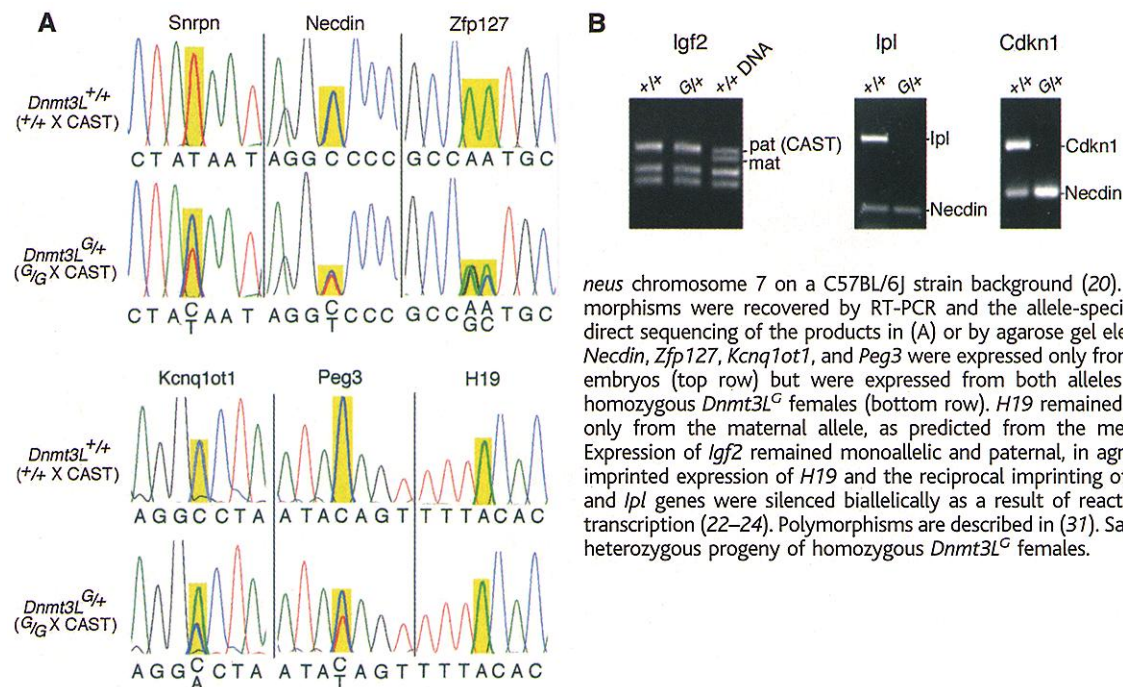 A
Snrpn Necdin Zfp127
Dnmt3L+/+
(+/+ X CAST)
C T A T A A T A G G C C C C G C C A A T G C
Dnmt3LG/+
(G/G X CAST)
C T A C A A T A G G C C C C G C C A A T G C
T T G C
Kcnq1ot1 Peg3 H19
Dnmt3L+/+
(+/+ X CAST)
A G G C C T A A T A C A G T T T T A C A C
Dnmt3LG/+
(G/G X CAST)
A G G C C T A A T A C A G T T T T A C A C
A T
B
Igf2
+/+ G/+ +/+ DNA
pat (CAST)
mat
Ipl
+/+ G/+
Ipl
Necdin
Cdkn1
+/+ G/+
Cdkn1
Necdin
neus chromosome 7 on a C57BL/6J strain background (20).
morphisms were recovered by RT-PCR and the allele-speci
direct sequencing of the products in (A) or by agarose gel ele
Necdin, Zfp127, Kcnq1ot1, and Peg3 were expressed only from
embryos (top row) but were expressed from both alleles
homozygous Dnmt3LG females (bottom row). H19 remained
only from the maternal allele, as predicted from the me
Expression of Igf2 remained monoallelic and paternal, in agr
imprinted expression of H19 and the reciprocal imprinting of
and Ipl genes were silenced biallelically as a result of react
transcription (22–24). Polymorphisms are described in (31). Sa
heterozygous progeny of homozygous Dnmt3LG females.